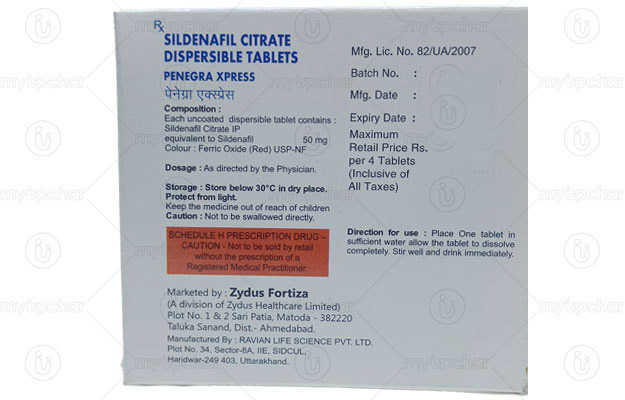 Rx
SILDENAFIL CITRATE
DISPERSIBLE TABLETS
PENEGRA XPRESS
पेनेग्रा एक्सप्रेस
Composition :
Each uncoated dispersible tablet contains :
Sildenafil Citrate IP
equivalent to Sildenafil 50 mg
Colour : Ferric Oxide (Red) USP-NF
Dosage : As directed by the Physician.
Storage : Store below 30°C in dry place.
Protect from light.
Keep the medicine out of reach of children
Caution : Not to be swallowed directly.
SCHEDULE H PRESCRIPTION DRUG –
CAUTION - Not to be sold by retail
without the prescription of a
Registered Medical Practitioner.
Marketed by : Zydus Fortiza
(A division of Zydus Healthcare Limited)
Plot No. 1 & 2 Sari Patia, Matoda - 382220
Taluka Sanand, Dist.- Ahmedabad.
Manufactured By : RAVIAN LIFE SCIENCE PVT. LTD.
Plot No. 34, Sector-8A, IIE, SIDCUL,
Haridwar-249 403, Uttarakhand.
Mfg. Lic. No. 82/UA/2007
Batch No. :
Mfg. Date :
Expiry Date :
Maximum
Retail Price Rs.
per 4 Tablets
(Inclusive of
All Taxes)
Direction for use : Place One tablet in
sufficient water allow the tablet to dissolve
completely. Stir well and drink immediately.